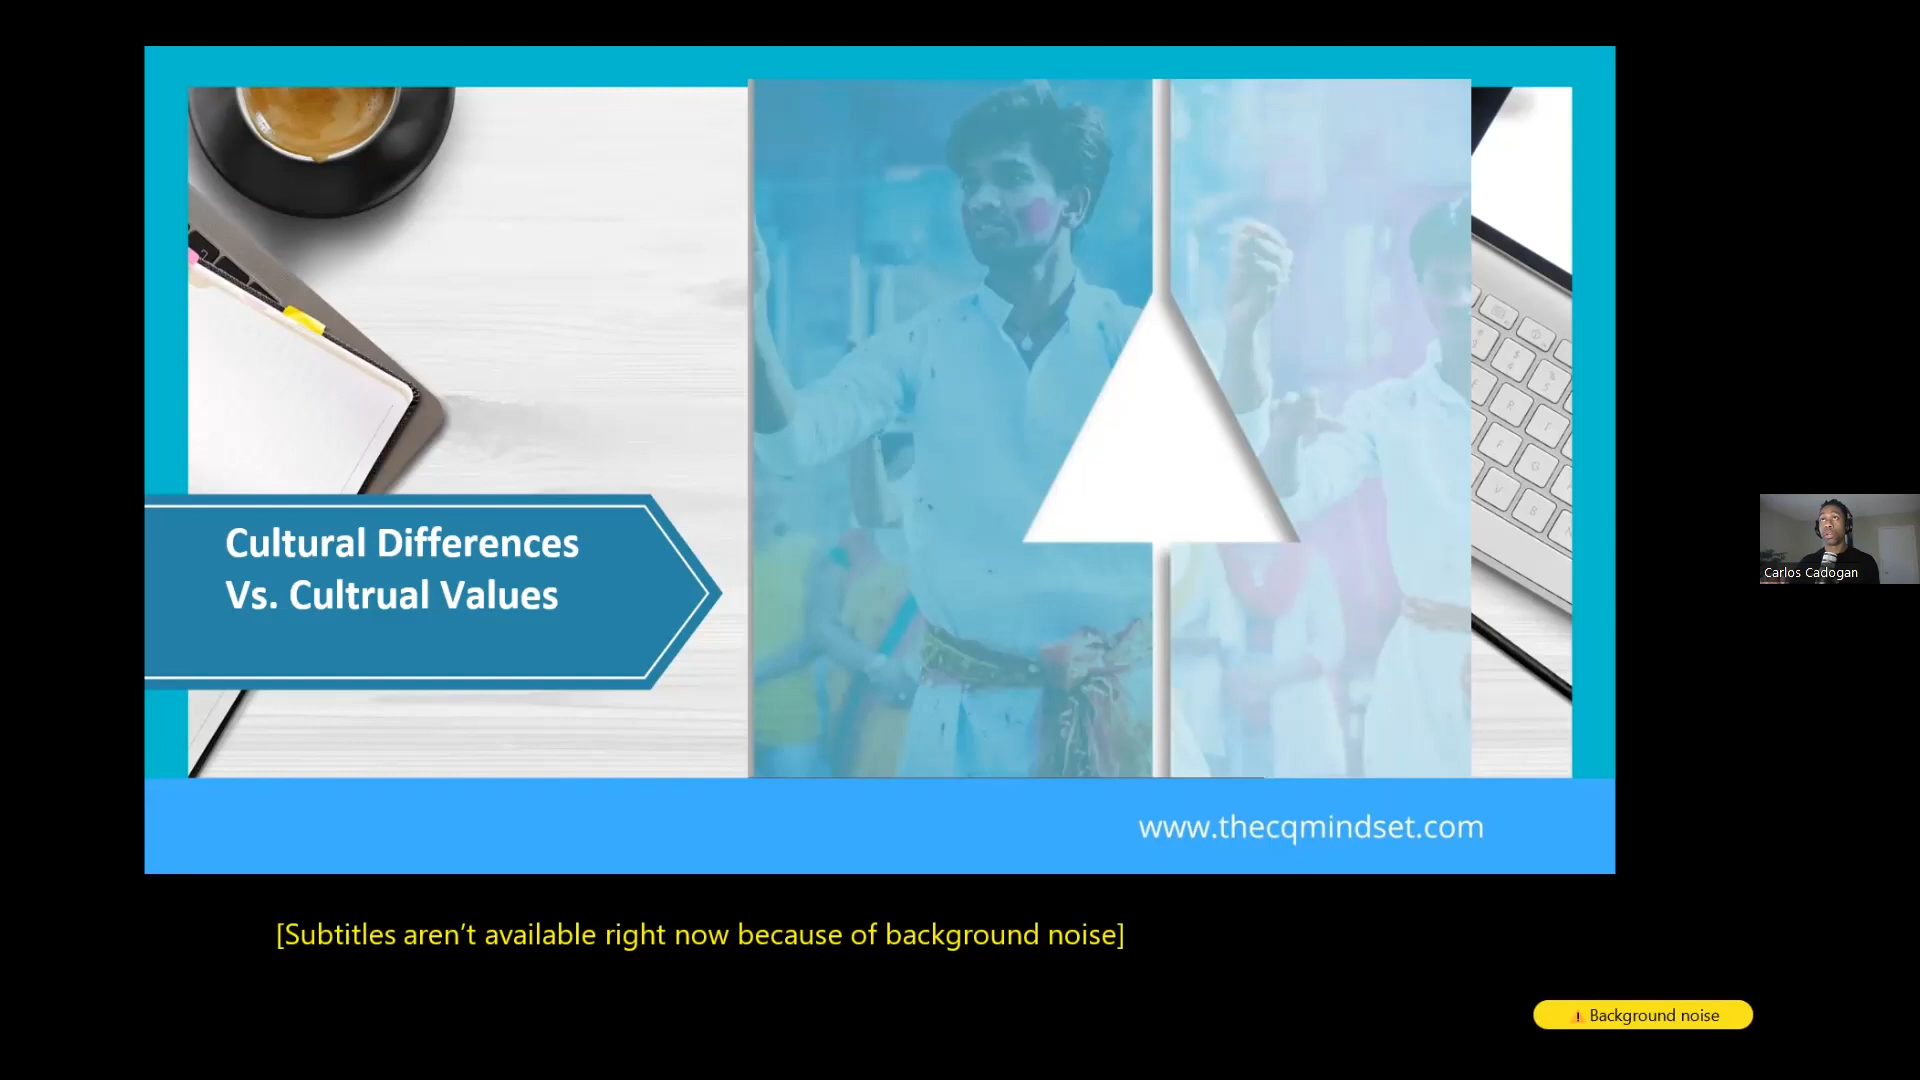 Cultural Differences
Vs. Cultrual Values
www.thecqmindset.com
Carlos Cadogan
[Subtitles aren’t available right now because of background noise]
Background noise